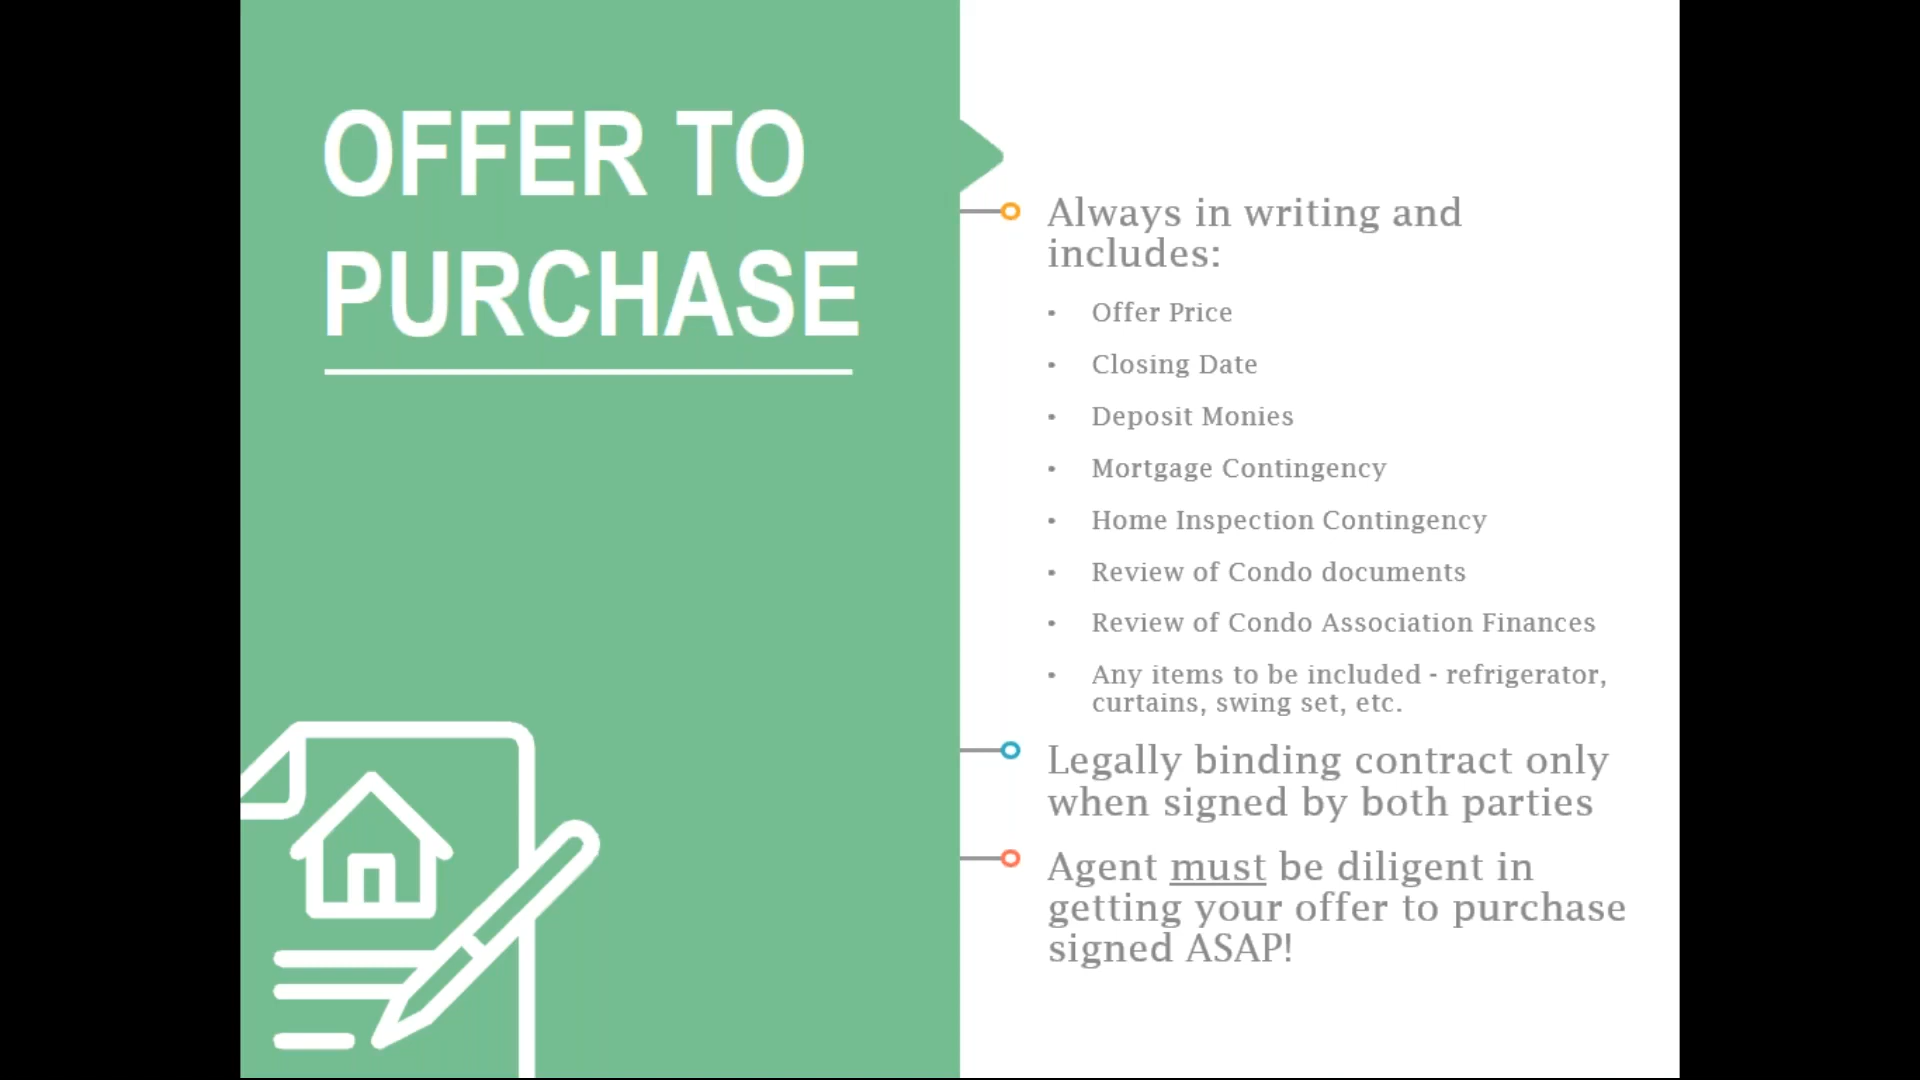 OFFER TO
PURCHASE
Always in writing and
includes:
• Offer Price
• Closing Date
• Deposit Monies
• Mortgage Contingency
• Home Inspection Contingency
• Review of Condo documents
• Review of Condo Association Finances
• Any items to be included - refrigerator,
curtains, swing set, etc.
Legally binding contract only
when signed by both parties
Agent must be diligent in
getting your offer to purchase
signed ASAP!